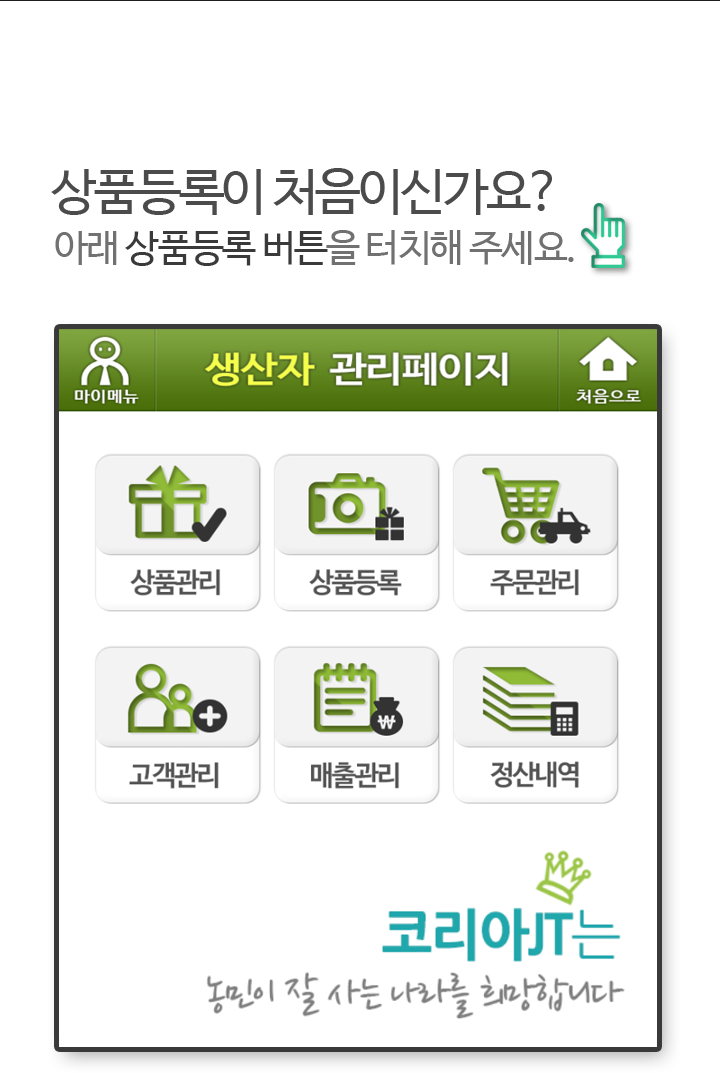 상품등록이 처음이신가요?
아래 상품등록 버튼을 터치해 주세요.
마이메뉴
생산자 관리페이지
처음으로
상품관리
상품등록
주문관리
고객관리
매출관리
정산내역
코리아JT는
농민이 잘 사는 나라를 희망합니다